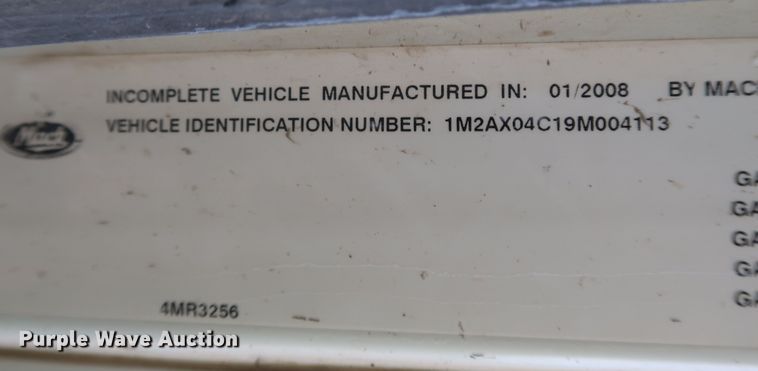 INCOMPLETE VEHICLE MANUFACTURED IN: 01/2008 BY MAC
VEHICLE IDENTIFICATION NUMBER: 1M2AX04C19M004113
Mack
GA
GA
GA
GA
GA
4MR3256
Purple Wave Auction